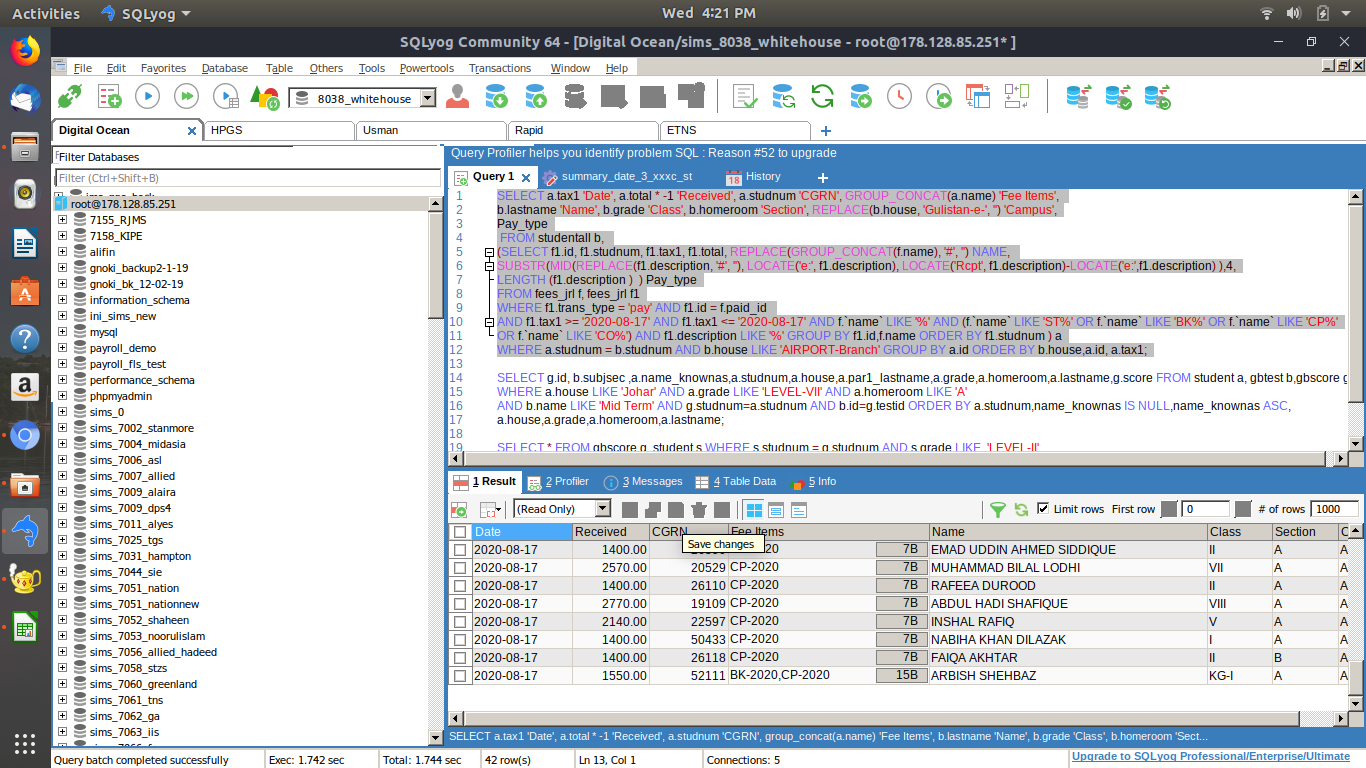 Activities SQLyog Wed 4:21 PM
SQLyog Community 64 - [Digital Ocean/sims_8038_whitehouse - root@178.128.85.251* ]
File Edit Favorites Database Table Others Tools Powertools Transactions Window Help
8038_whitehouse
Digital Ocean HPGS Usman Rapid ETNS
Filter Databases
Filter (Ctrl+Shift+B)
root@178.128.85.251
7155_RJMS
7158_KIPE
alifin
gnoki_backup2-1-19
gnoki_bk_12-02-19
information_schema
ini_sims_new
mysql
payroll_demo
payroll_fls_test
performance_schema
phpmyadmin
sims_0
sims_7002_stanmore
sims_7004_midasia
sims_7006_asl
sims_7007_allied
sims_7009_alaira
sims_7009_dps4
sims_7011_alyes
sims_7025_tgs
sims_7031_hampton
sims_7044_sie
sims_7051_nation
sims_7051_nationnew
sims_7052_shaheen
sims_7053_noorulislam
sims_7056_allied_hadeed
sims_7058_stzs
sims_7060_greenland
sims_7061_tns
sims_7062_ga
sims_7063_iis
Query Profiler helps you identify problem SQL : Reason #52 to upgrade
Query 1 summary_date_3_xxxc_st History
1 SELECT a.tax1 'Date', a.total * -1 'Received', a.studnum 'CGRN', GROUP_CONCAT(a.name) 'Fee Items',
2 b.lastname 'Name', b.grade 'Class', b.homeroom 'Section', REPLACE(b.house, 'Gulistan-e-','') 'Campus',
3 Pay_type
4 FROM studentall b,
5 (SELECT f1.id, f1.studnum, f1.tax1, f1.total, REPLACE(GROUP_CONCAT(f.name), '#', '') NAME,
6 SUBSTR(MID(REPLACE(f1.description, '#', ''), LOCATE('e:', f1.description), LOCATE('Rcpt', f1.description)-LOCATE('e:',f1.description) ),4,
7 LENGTH (f1.description ) ) ) Pay_type
8 FROM fees_jrl f, fees_jrl f1
9 WHERE f1.trans_type = 'pay' AND f1.id = f.paid_id
10 AND f1.tax1 >= '2020-08-17' AND f1.tax1 <= '2020-08-17' AND f.`name` LIKE '%' AND (f.`name` LIKE 'ST%' OR f.`name` LIKE 'BK%' OR f.`name` LIKE 'CP%'
11 OR f.`name` LIKE 'CO%') AND f1.description LIKE '%' GROUP BY f1.id,f.name ORDER BY f1.studnum ) a
12 WHERE a.studnum = b.studnum AND b.house LIKE 'AIRPORT-Branch' GROUP BY a.id ORDER BY b.house,a.id, a.tax1;
13
14 SELECT g.id, b.subjsec ,a.name_knownas,a.studnum,a.house,a.par1_lastname,a.grade,a.homeroom,a.lastname,g.score FROM student a, gbtest b,gbscore g
15 WHERE a.house LIKE 'Johar' AND a.grade LIKE 'LEVEL-VII' AND a.homeroom LIKE 'A'
16 AND b.name LIKE 'Mid Term' AND g.studnum=a.studnum AND b.id=g.testid ORDER BY a.studnum,name_knownas IS NULL,name_knownas ASC,
17 a.house,a.grade,a.homeroom,a.lastname;
18
19 SELECT * FROM gbscore g, student s WHERE s.studnum = g.studnum AND s.grade LIKE 'LEVEL-II'
1 Result 2 Profiler 3 Messages 4 Table Data 5 Info
(Read Only) Limit rows First row 0 # of rows 1000
Date Received CGRN Fee Items Name Class Section
Save changes
2020-08-17 1400.00 7B EMAD UDDIN AHMED SIDDIQUE II A
2020-08-17 2570.00 20529 CP-2020 7B MUHAMMAD BILAL LODHI VII A
2020-08-17 1400.00 26110 CP-2020 7B RAFEEA DUROOD II A
2020-08-17 2770.00 19109 CP-2020 7B ABDUL HADI SHAFIQUE VIII A
2020-08-17 2140.00 22597 CP-2020 7B INSHAL RAFIQ V A
2020-08-17 1400.00 50433 CP-2020 7B NABIHA KHAN DILAZAK I A
2020-08-17 1400.00 26118 CP-2020 7B FAIQA AKHTAR II B
2020-08-17 1550.00 52111 BK-2020,CP-2020 15B ARBISH SHEHBAZ KG-I A
SELECT a.tax1 'Date', a.total * -1 'Received', a.studnum 'CGRN', group_concat(a.name) 'Fee Items', b.lastname 'Name', b.grade 'Class', b.homeroom 'Sect...
Query batch completed successfully Exec: 1.742 sec Total: 1.744 sec 42 row(s) Ln 13, Col 1 Connections: 5 Upgrade to SQLyog Professional/Enterprise/Ultimate